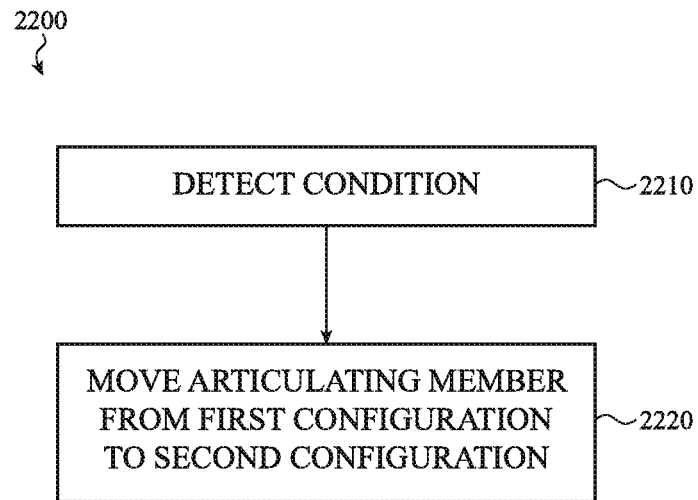 2200
DETECT CONDITION
2210
MOVE ARTICULATING MEMBER
FROM FIRST CONFIGURATION
TO SECOND CONFIGURATION
2220